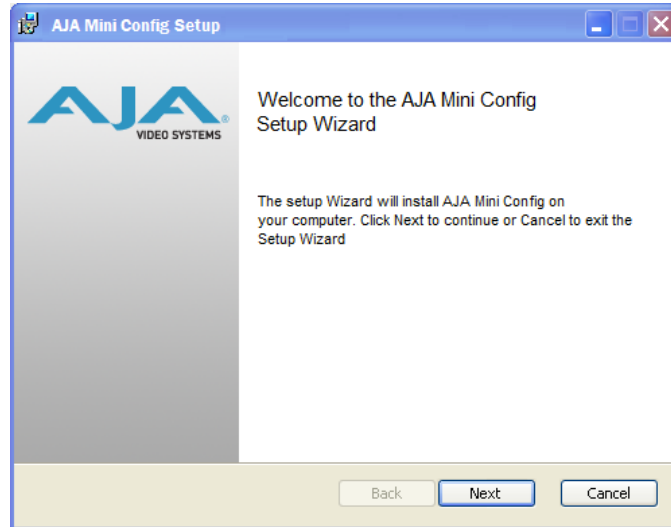 AJA Mini Config Setup
AJA®
VIDEO SYSTEMS
Welcome to the AJA Mini Config
Setup Wizard
The setup Wizard will install AJA Mini Config on
your computer. Click Next to continue or Cancel to exit the
Setup Wizard
Back
Next
Cancel